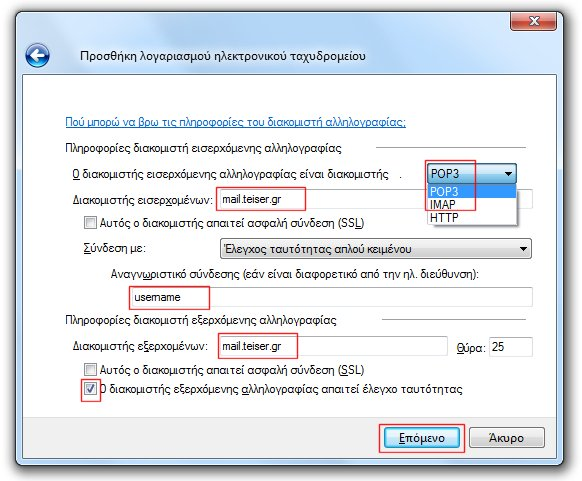 Προσθήκη λογαριασμού ηλεκτρονικού ταχυδρομείου
Πού μπορώ να βρω τις πληροφορίες του διακομιστή αλληλογραφίας;
Πληροφορίες διακομιστή εισερχόμενης αλληλογραφίας
Ο διακομιστής εισερχόμενης αλληλογραφίας είναι διακομιστής . POP3
POP3
Διακομιστής εισερχομένων: mail.teiser.gr
IMAP
HTTP
Αυτός ο διακομιστής απαιτεί ασφαλή σύνδεση (SSL)
Σύνδεση με: Έλεγχος ταυτότητας απλού κειμένου
Αναγνωριστικό σύνδεσης (εάν είναι διαφορετικό από την ηλ. διεύθυνση):
username
Πληροφορίες διακομιστή εξερχόμενης αλληλογραφίας
Διακομιστής εξερχομένων: mail.teiser.gr Θύρα: 25
Αυτός ο διακομιστής απαιτεί ασφαλή σύνδεση (SSL)
Ο διακομιστής εξερχόμενης αλληλογραφίας απαιτεί έλεγχο ταυτότητας
Επόμενο Άκυρο